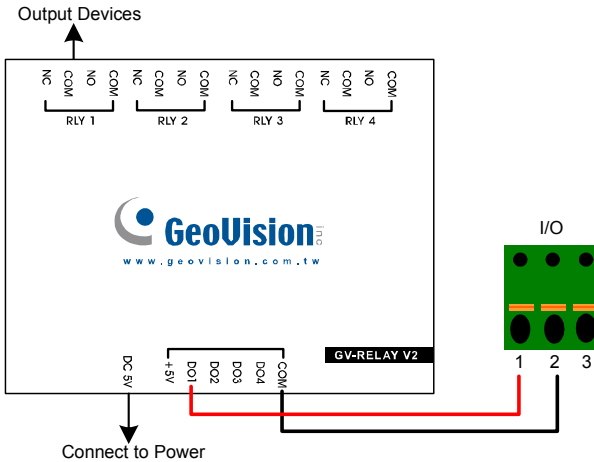 Output Devices
NC COM NO COM NC COM NO COM NC COM NO COM NC COM NO COM
RLY 1 RLY 2 RLY 3 RLY 4
GeoVision inc
www.geovision.com.tw
I/O
GV-RELAY V2
DC 5V +5V DO1 DO2 DO3 DO4 COM
1 2 3
Connect to Power